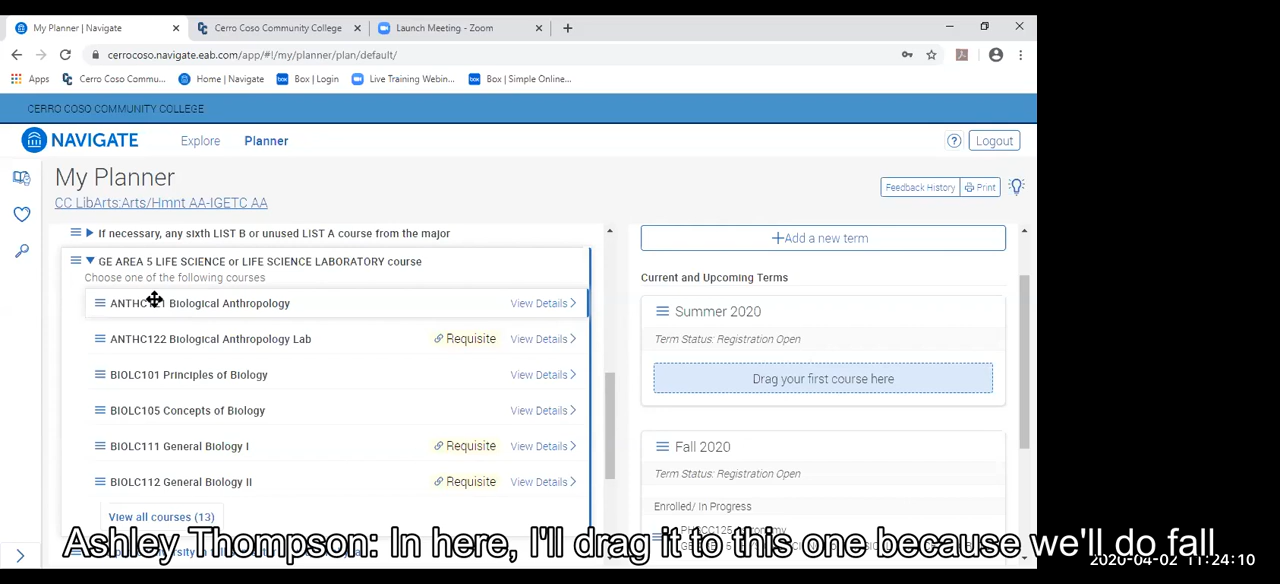 My Planner | Navigate
Cerro Coso Community College
Launch Meeting - Zoom
cerrocoso.navigate.eab.com/app/#!/my/planner/plan/default/
Apps Cerro Coso Commu... Home | Navigate Box | Login Live Training Webin... Box | Simple Online...
CERRO COSO COMMUNITY COLLEGE
NAVIGATE Explore Planner Logout
My Planner
CC LibArts:Arts/Hmnt AA-IGETC AA
Feedback History Print
If necessary, any sixth LIST B or unused LIST A course from the major
GE AREA 5 LIFE SCIENCE or LIFE SCIENCE LABORATORY course
Choose one of the following courses
Biological Anthropology View Details
ANTHC122 Biological Anthropology Lab Requisite View Details
BIOLC101 Principles of Biology View Details
BIOLC105 Concepts of Biology View Details
BIOLC111 General Biology I Requisite View Details
BIOLC112 General Biology II Requisite View Details
View all courses (13)
+Add a new term
Current and Upcoming Terms
Summer 2020
Term Status: Registration Open
Drag your first course here
Fall 2020
Term Status: Registration Open
Enrolled/ In Progress
Ashley Thompson: In here, I'll drag it to this one because we'll do fall
2020-04-02 11:24:10